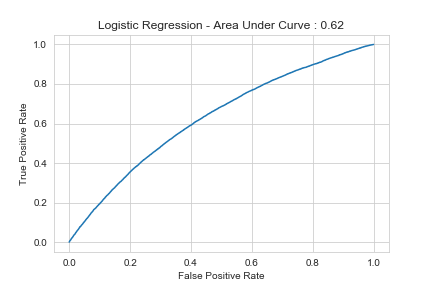 Logistic Regression - Area Under Curve : 0.62
1.0
0.8
0.6
0.4
0.2
0.0
True Positive Rate
0.0 0.2 0.4 0.6 0.8 1.0
False Positive Rate